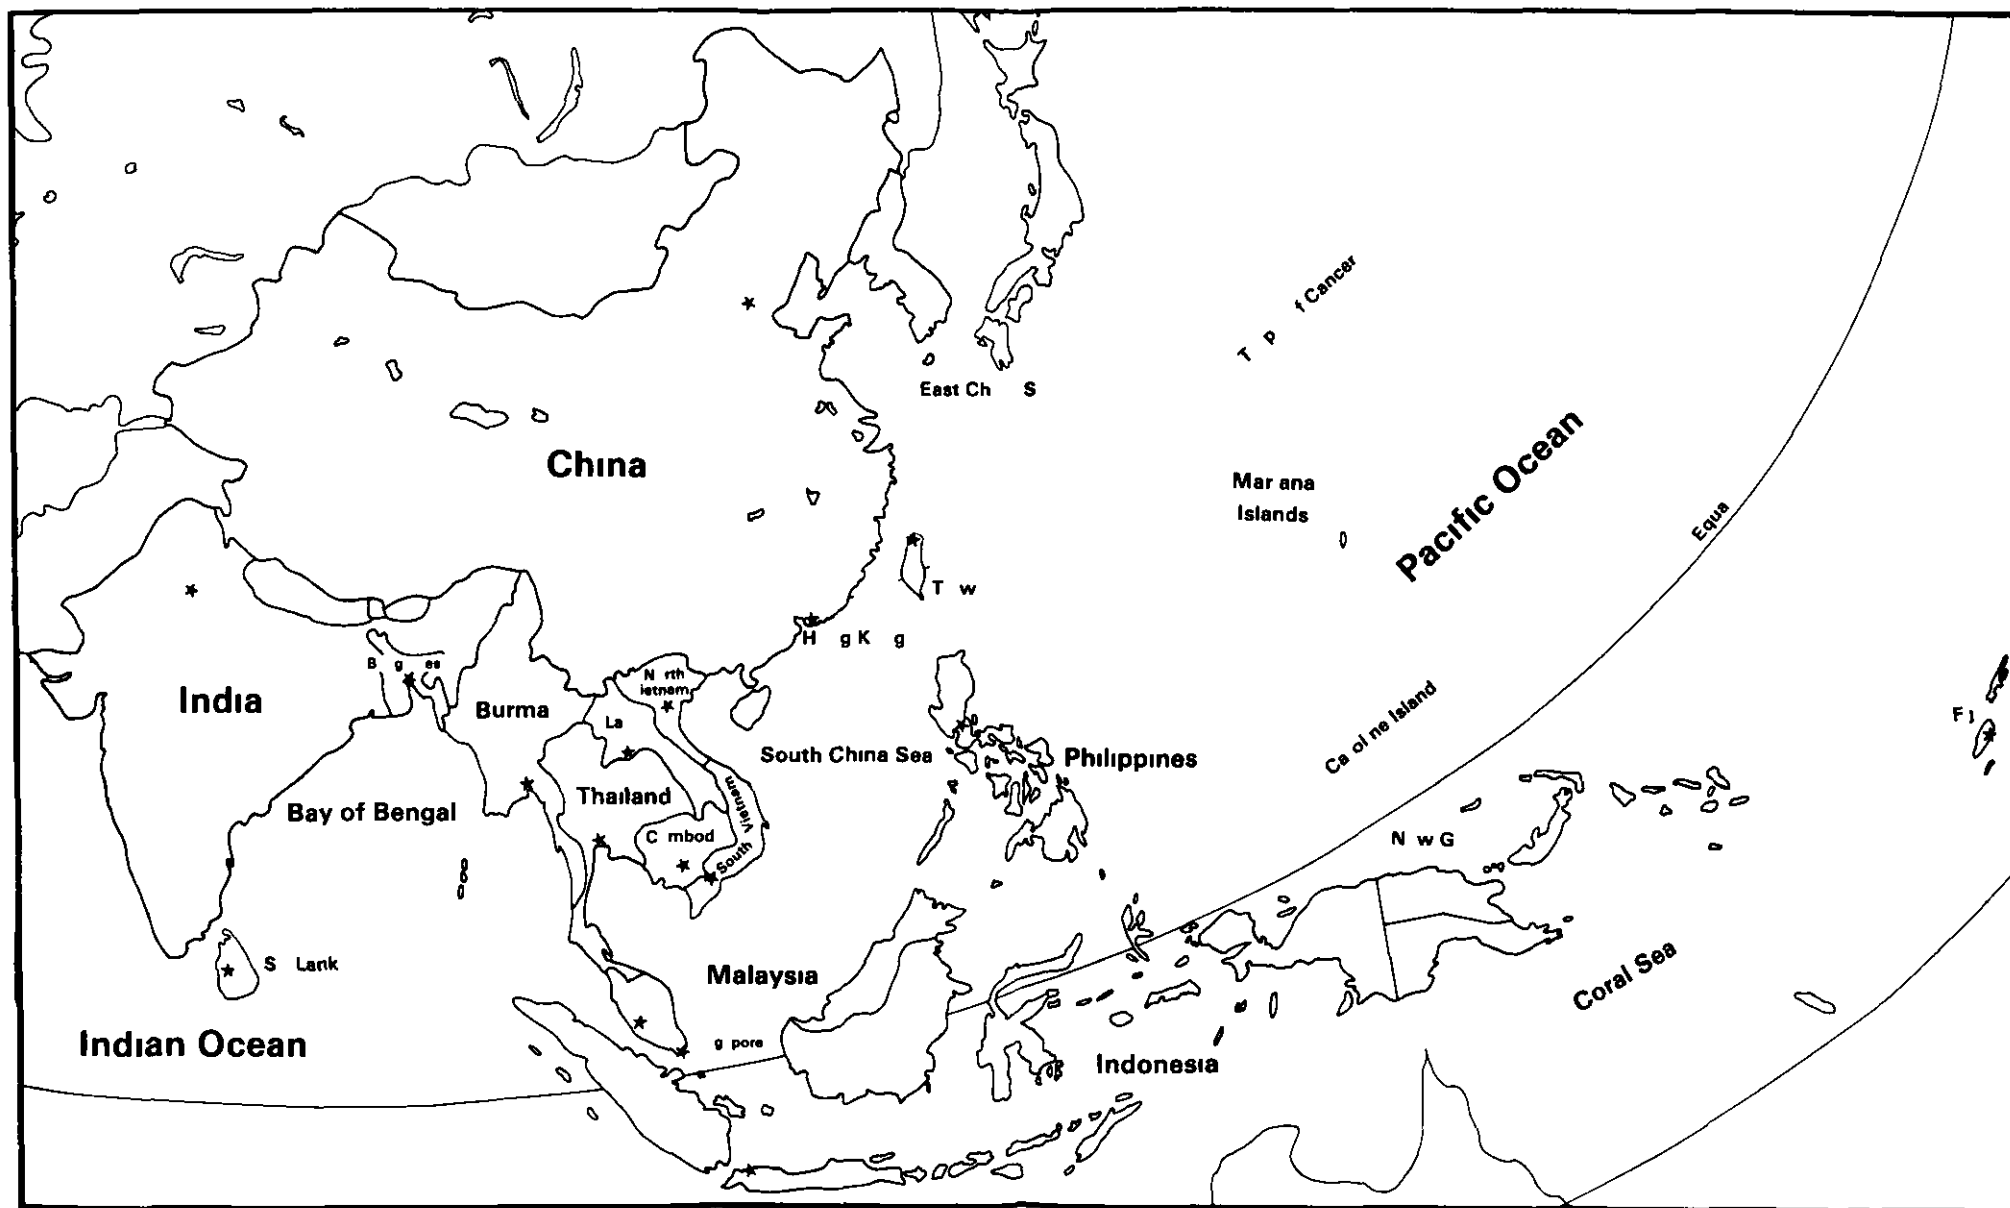 f Cancer
East Ch S
Pacific Ocean
China
Mar ana
Islands
Equa
T w
H g K g
B g es
N rth
ietnam
India
Burma
La
South China Sea
Philippines
Ca ol ne Island
F j
Bay of Bengal
Thailand
South Vietnam
C mbod
N w G
S Lank
Malaysia
Coral Sea
Indian Ocean
g pore
Indonesia